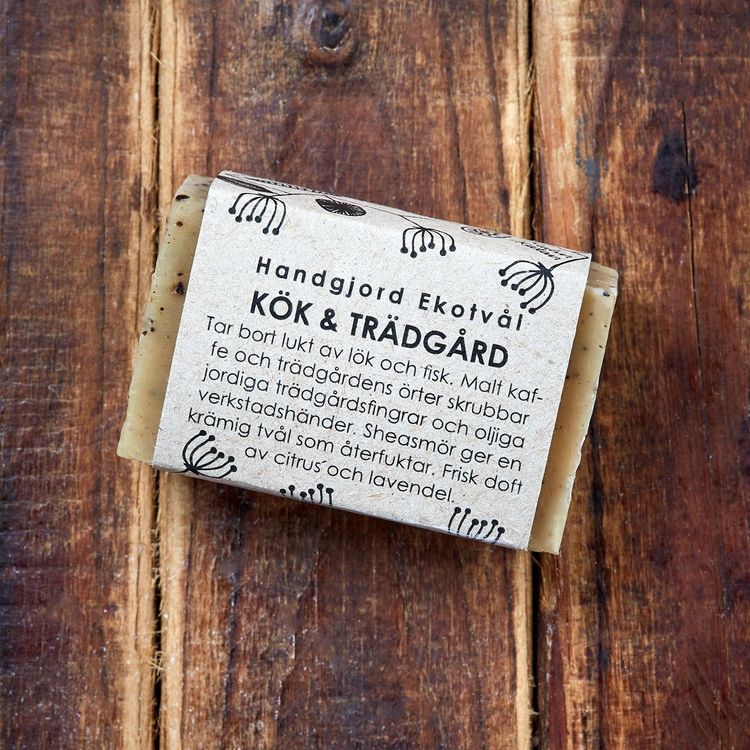 Handgjord Ekotvål
KÖK & TRÄDGÅRD
Tar bort lukt av lök och fisk. Malt kaf-
fe och trädgårdens örter skrubbar
jordiga trädgårdsfingrar och oljiga
verkstadshänder. Sheasmör ger en
krämig tvål som återfuktar. Frisk doft
av citrus och lavendel.